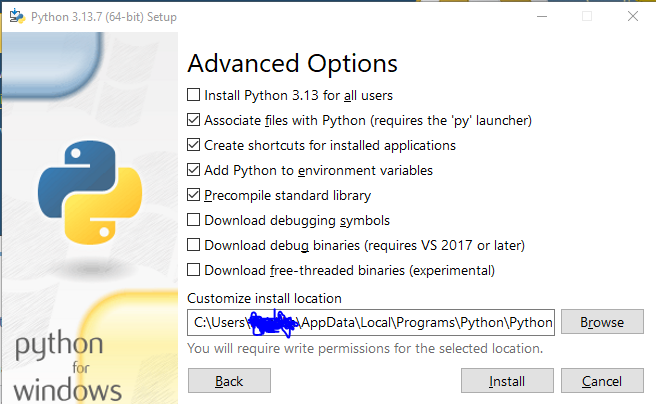 Python 3.13.7 (64-bit) Setup
Advanced Options
Install Python 3.13 for all users
Associate files with Python (requires the 'py' launcher)
Create shortcuts for installed applications
Add Python to environment variables
Precompile standard library
Download debugging symbols
Download debug binaries (requires VS 2017 or later)
Download free-threaded binaries (experimental)
Customize install location
C:\Users\ \AppData\Local\Programs\Python\Python
Browse
You will require write permissions for the selected location.
python
for
windows
Back
Install
Cancel